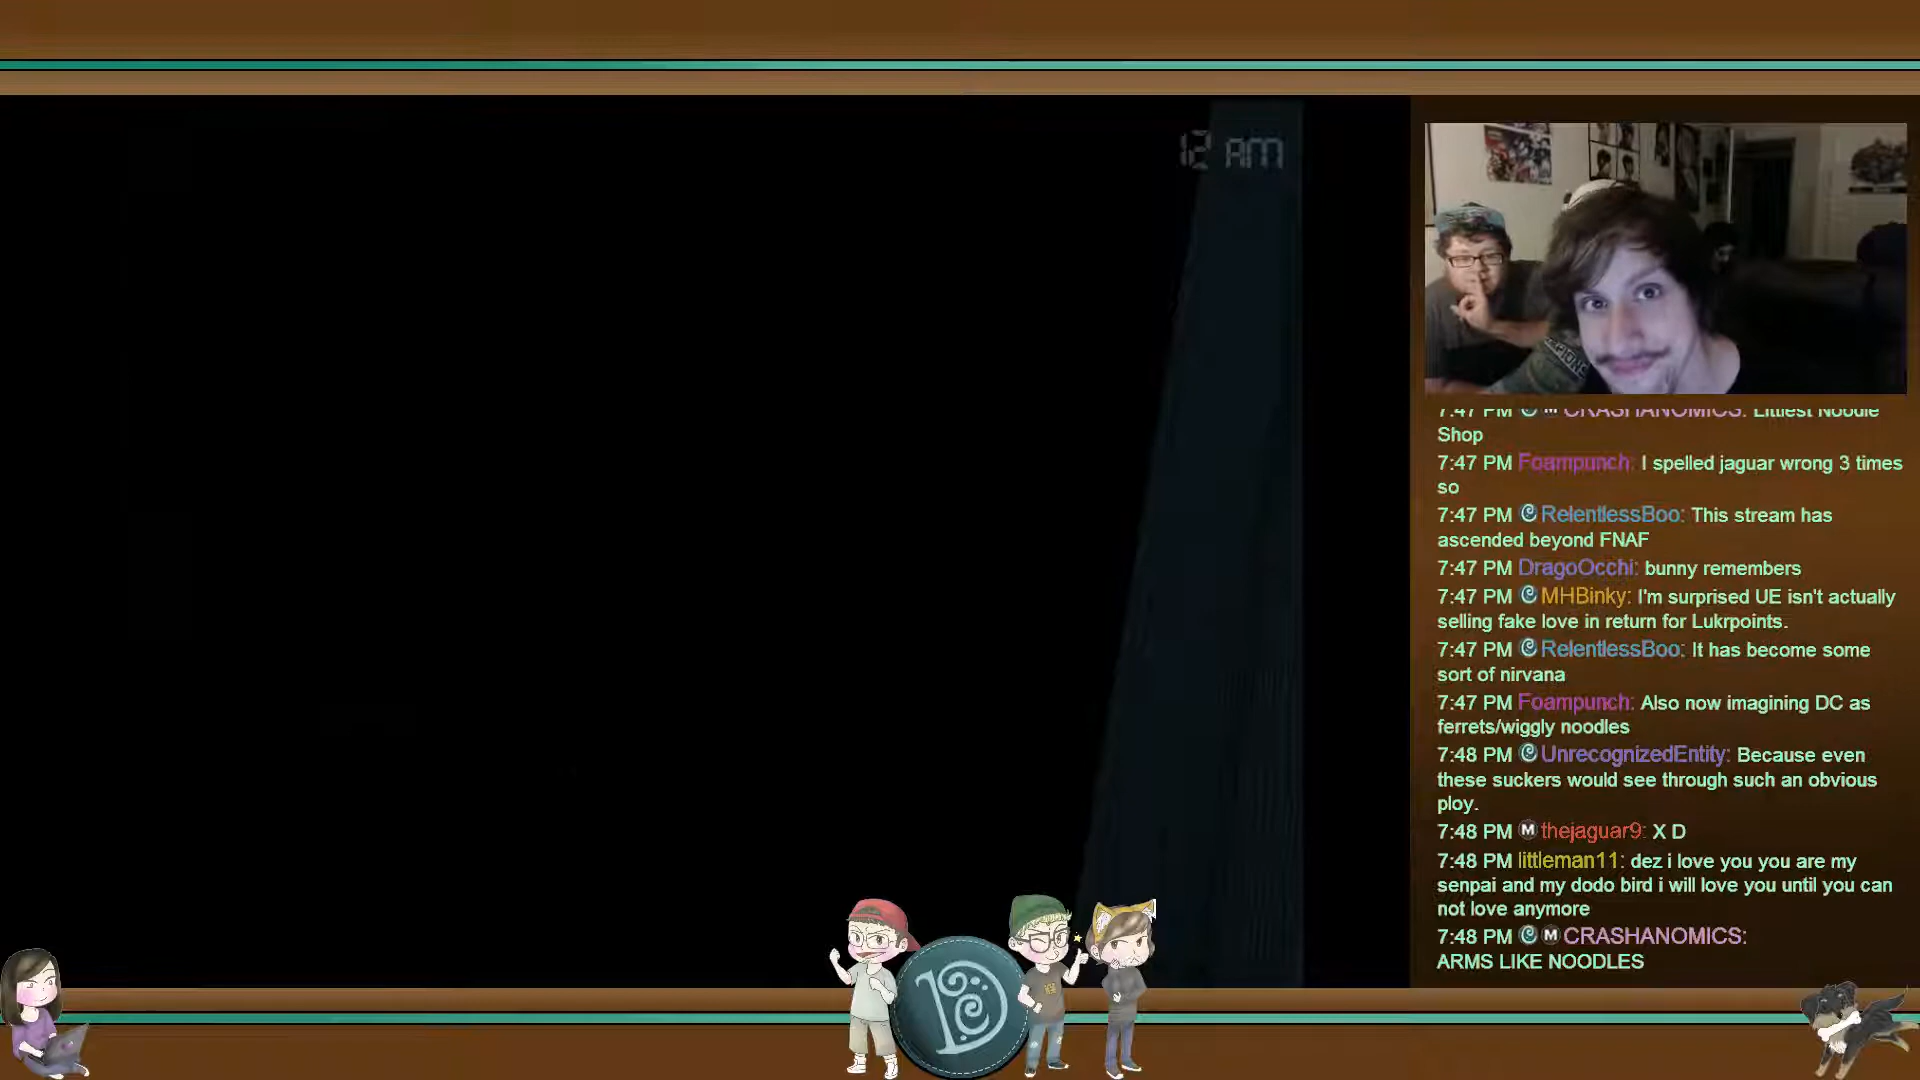 12 AM
7:47 PM CRASHANOMICS: Littlest Noodle
Shop
7:47 PM Foampunch: I spelled jaguar wrong 3 times
so
7:47 PM RelentlessBoo: This stream has
ascended beyond FNAF
7:47 PM DragoOcchi: bunny remembers
7:47 PM MHBinky: I'm surprised UE isn't actually
selling fake love in return for Lukrpoints.
7:47 PM RelentlessBoo: It has become some
sort of nirvana
7:47 PM Foampunch: Also now imagining DC as
ferrets/wiggly noodles
7:48 PM UnrecognizedEntity: Because even
these suckers would see through such an obvious
ploy.
7:48 PM M thejaguar9: X D
7:48 PM littleman11: dez i love you you are my
senpai and my dodo bird i will love you until you can
not love anymore
7:48 PM M CRASHANOMICS:
ARMS LIKE NOODLES